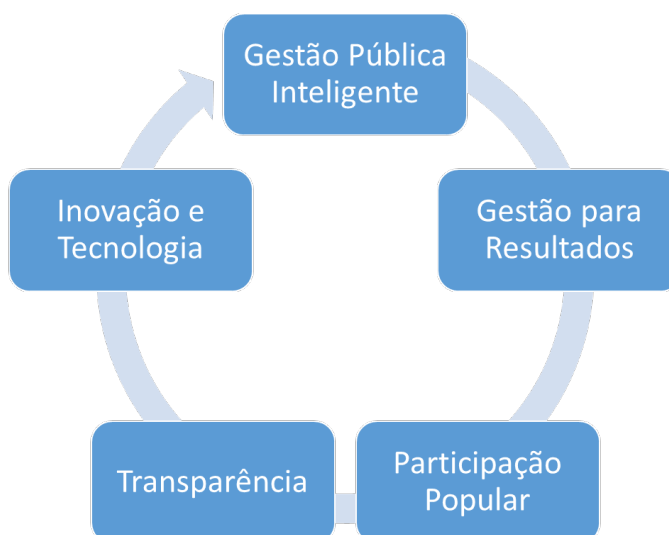 Gestão Pública
Inteligente
Gestão para
Resultados
Participação
Popular
Transparência
Inovação e
Tecnologia